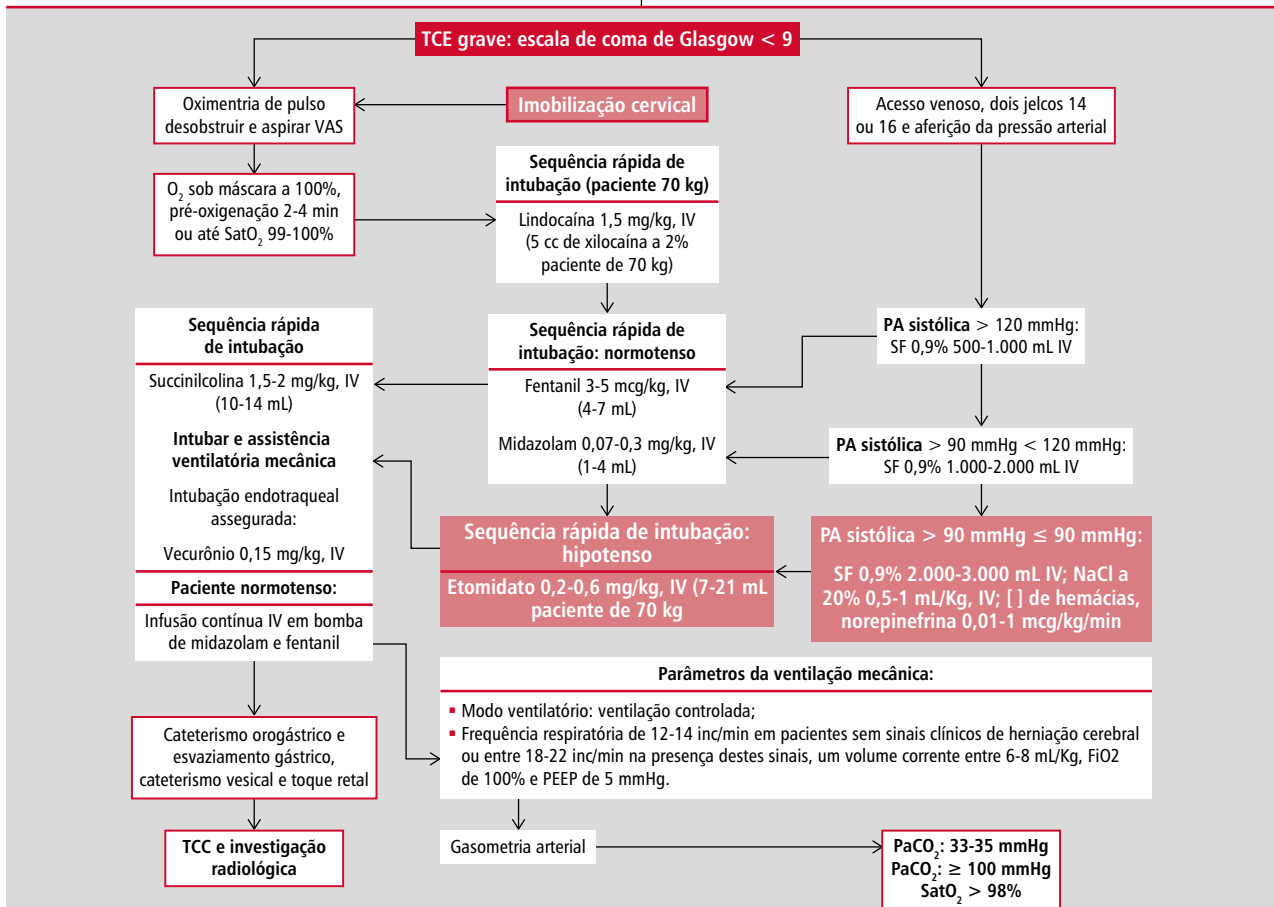 TCE grave: escala de coma de Glasgow < 9
Oximentria de pulso
desobstruir e aspirar VAS
Imobilização cervical
Acesso venoso, dois jelcos 14
ou 16 e aferição da pressão arterial
O₂ sob máscara a 100%,
pré-oxigenação 2-4 min
ou até SatO₂ 99-100%
Sequência rápida de
intubação (paciente 70 kg)
Lindocaína 1,5 mg/kg, IV
(5 cc de xilocaína a 2%
paciente de 70 kg)
Sequência rápida
de intubação
Succinilcolina 1,5-2 mg/kg, IV
(10-14 mL)
Intubar e assistência
ventilatória mecânica
Intubação endotraqueal
assegurada:
Vecurônio 0,15 mg/kg, IV
Paciente normotenso:
Infusão contínua IV em bomba
de midazolam e fentanil
Sequência rápida de
intubação: normotenso
Fentanil 3-5 mcg/kg, IV
(4-7 mL)
Midazolam 0,07-0,3 mg/kg, IV
(1-4 mL)
PA sistólica > 120 mmHg:
SF 0,9% 500-1.000 mL IV
PA sistólica > 90 mmHg < 120 mmHg:
SF 0,9% 1.000-2.000 mL IV
Sequência rápida de intubação:
hipotenso
Etomidato 0,2-0,6 mg/kg, IV (7-21 mL
paciente de 70 kg
PA sistólica > 90 mmHg ≤ 90 mmHg:
SF 0,9% 2.000-3.000 mL IV; NaCl a
20% 0,5-1 mL/Kg, IV; [ ] de hemácias,
norepinefrina 0,01-1 mcg/kg/min
Parâmetros da ventilação mecânica:
▪ Modo ventilatório: ventilação controlada;
▪ Frequência respiratória de 12-14 inc/min em pacientes sem sinais clínicos de herniação cerebral
ou entre 18-22 inc/min na presença destes sinais, um volume corrente entre 6-8 mL/Kg, FiO2
de 100% e PEEP de 5 mmHg.
Cateterismo orogástrico e
esvaziamento gástrico,
cateterismo vesical e toque retal
TCC e investigação
radiológica
Gasometria arterial
PaCO₂: 33-35 mmHg
PaCO₂: ≥ 100 mmHg
SatO₂ > 98%